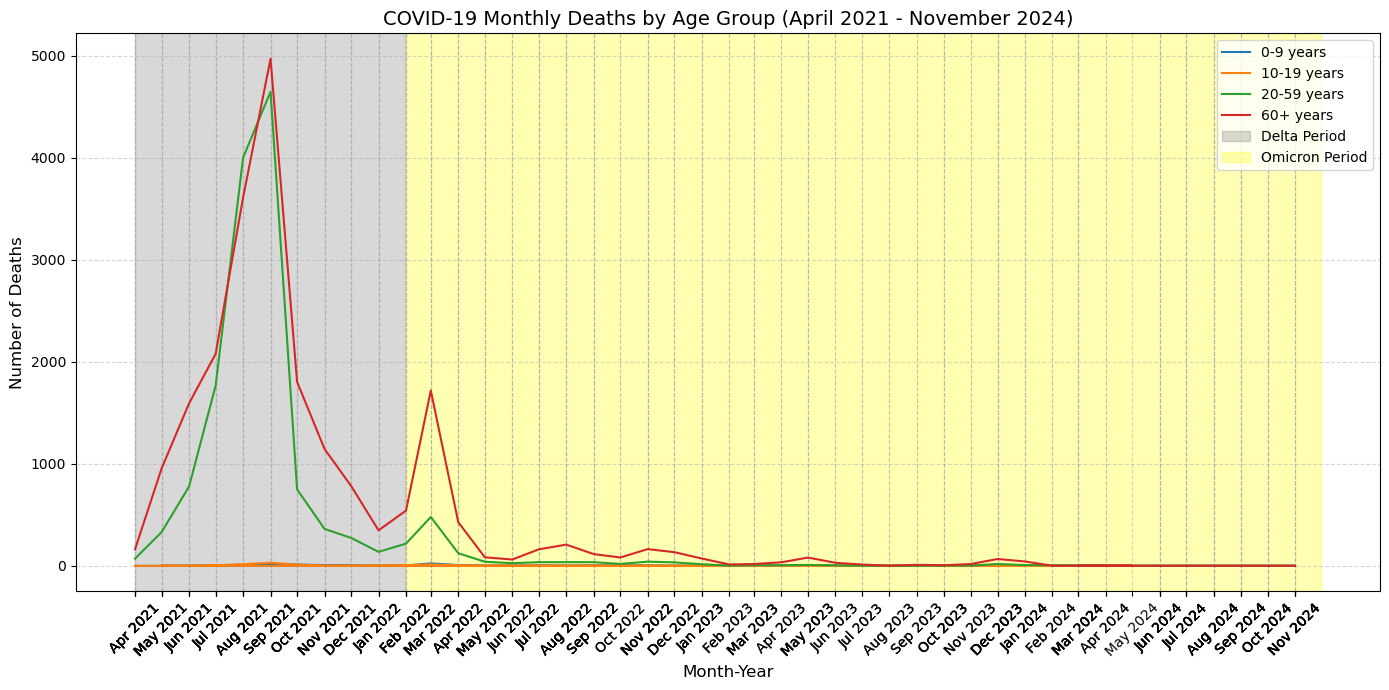 COVID-19 Monthly Deaths by Age Group (April 2021 - November 2024)
0-9 years
10-19 years
20-59 years
60+ years
Delta Period
Omicron Period
Number of Deaths
5000
4000
3000
2000
1000
0
Apr 2021
May 2021
Jun 2021
Jul 2021
Aug 2021
Sep 2021
Oct 2021
Nov 2021
Dec 2021
Jan 2022
Feb 2022
Mar 2022
Apr 2022
May 2022
Jun 2022
Jul 2022
Aug 2022
Sep 2022
Oct 2022
Nov 2022
Dec 2022
Jan 2023
Feb 2023
Mar 2023
Apr 2023
May 2023
Jun 2023
Jul 2023
Aug 2023
Sep 2023
Oct 2023
Nov 2023
Dec 2023
Jan 2024
Feb 2024
Mar 2024
Apr 2024
May 2024
Jun 2024
Jul 2024
Aug 2024
Sep 2024
Oct 2024
Nov 2024
Month-Year